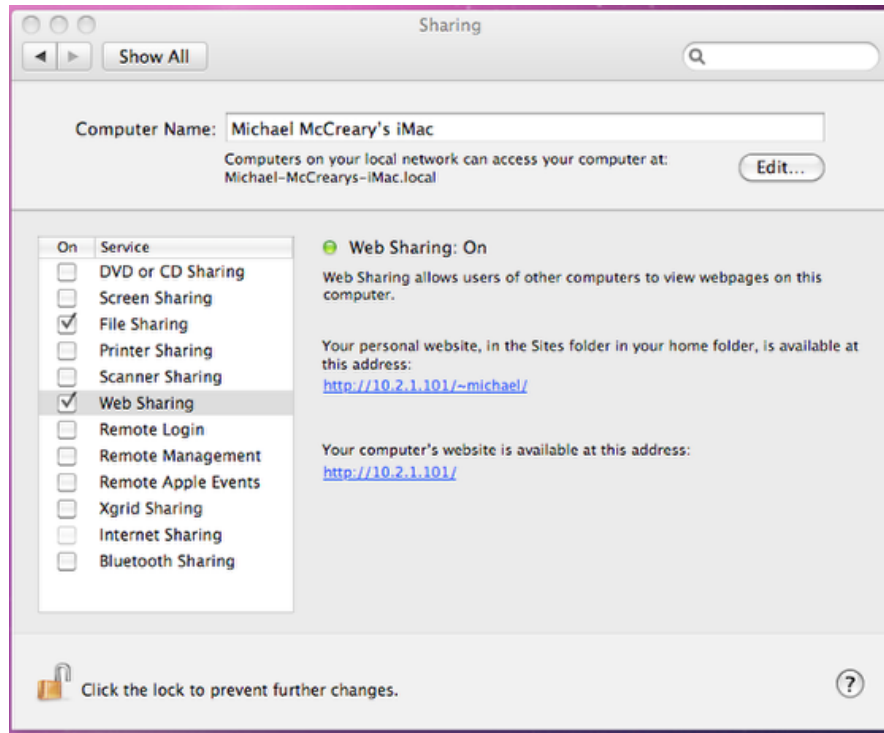 Sharing
Show All
Computer Name: Michael McCreary's iMac
Computers on your local network can access your computer at:
Michael-McCrearys-iMac.local
Edit...
On Service
DVD or CD Sharing
Screen Sharing
File Sharing
Printer Sharing
Scanner Sharing
Web Sharing
Remote Login
Remote Management
Remote Apple Events
Xgrid Sharing
Internet Sharing
Bluetooth Sharing
Web Sharing: On
Web Sharing allows users of other computers to view webpages on this
computer.
Your personal website, in the Sites folder in your home folder, is available at
this address:
http://10.2.1.101/~michael/
Your computer's website is available at this address:
http://10.2.1.101/
Click the lock to prevent further changes.
?